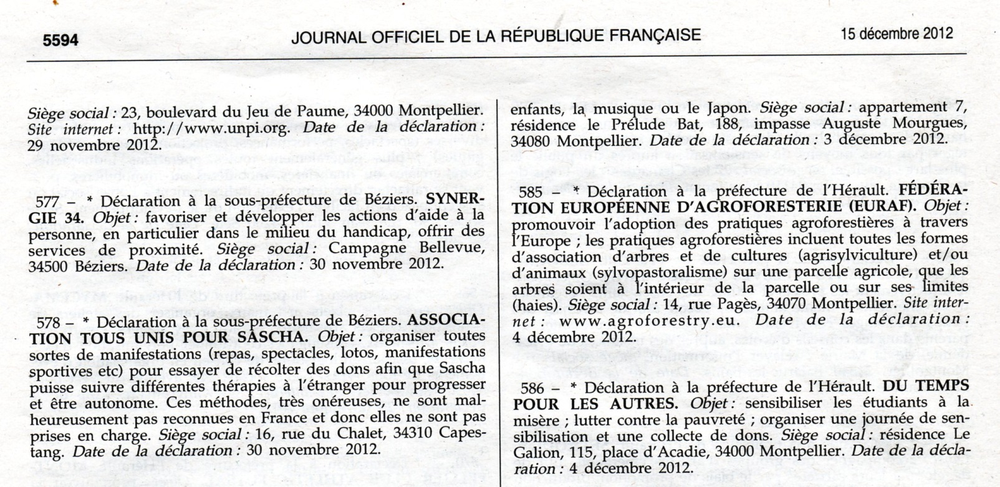 5594
JOURNAL OFFICIEL DE LA RÉPUBLIQUE FRANÇAISE
15 décembre 2012
Siège social : 23, boulevard du Jeu de Paume, 34000 Montpellier.
Site internet : http://www.unpi.org. Date de la déclaration :
29 novembre 2012.
577 – * Déclaration à la sous-préfecture de Béziers. SYNER-
GIE 34. Objet : favoriser et développer les actions d'aide à la
personne, en particulier dans le milieu du handicap, offrir des
services de proximité. Siège social : Campagne Bellevue,
34500 Béziers. Date de la déclaration : 30 novembre 2012.
578 – * Déclaration à la sous-préfecture de Béziers. ASSOCIA-
TION TOUS UNIS POUR SASCHA. Objet : organiser toutes
sortes de manifestations (repas, spectacles, lotos, manifestations
sportives etc) pour essayer de récolter des dons afin que Sascha
puisse suivre différentes thérapies à l'étranger pour progresser
et être autonome. Ces méthodes, très onéreuses, ne sont mal-
heureusement pas reconnues en France et donc elles ne sont pas
prises en charge. Siège social : 16, rue du Chalet, 34310 Capes-
tang. Date de la déclaration : 30 novembre 2012.
enfants, la musique ou le Japon. Siège social : appartement 7,
résidence le Prélude Bat, 188, impasse Auguste Mourgues,
34080 Montpellier. Date de la déclaration : 3 décembre 2012.
585 – * Déclaration à la préfecture de l'Hérault. FÉDÉRA-
TION EUROPÉENNE D'AGROFORESTERIE (EURAF). Objet :
promouvoir l'adoption des pratiques agroforestières à travers
l'Europe ; les pratiques agroforestières incluent toutes les formes
d'association d'arbres et de cultures (agrisylviculture) et/ou
d'animaux (sylvopastoralisme) sur une parcelle agricole, que les
arbres soient à l'intérieur de la parcelle ou sur ses limites
(haies). Siège social : 14, rue Pagès, 34070 Montpellier. Site inter-
net : www.agroforestry.eu. Date de la déclaration :
4 décembre 2012.
586 – * Déclaration à la préfecture de l'Hérault. DU TEMPS
POUR LES AUTRES. Objet : sensibiliser les étudiants à la
misère ; lutter contre la pauvreté ; organiser une journée de sen-
sibilisation et une collecte de dons. Siège social : résidence Le
Galion, 115, place d'Acadie, 34000 Montpellier. Date de la décla-
ration : 4 décembre 2012.